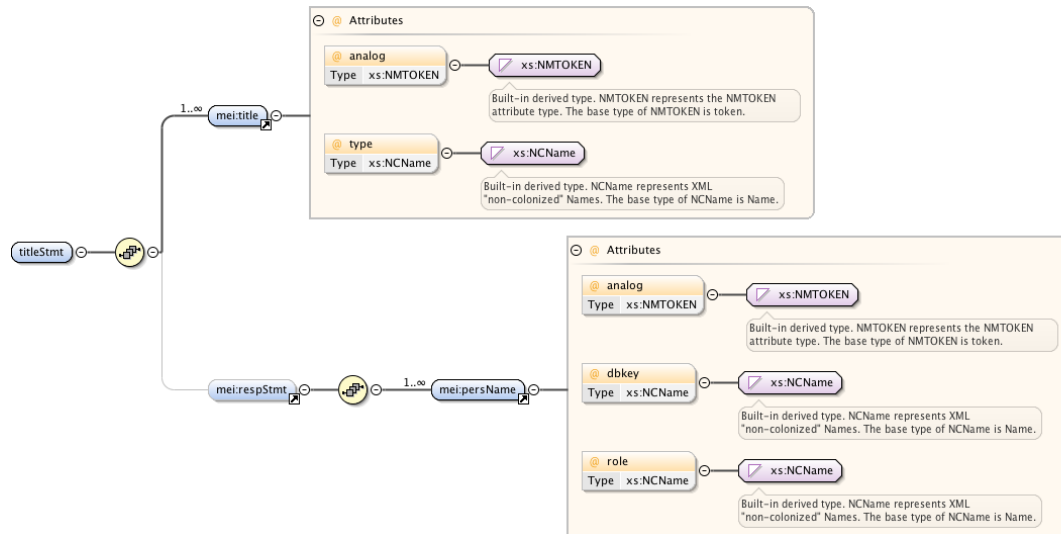 @ Attributes
@ analog
Type xs:NMTOKEN
xs:NMTOKEN
Built-in derived type. NMTOKEN represents the NMTOKEN
attribute type. The base type of NMTOKEN is token.
1..∞
mei:title
@ type
Type xs:NCName
xs:NCName
Built-in derived type. NCName represents XML
"non-colonized" Names. The base type of NCName is Name.
titleStmt
@ Attributes
@ analog
Type xs:NMTOKEN
xs:NMTOKEN
Built-in derived type. NMTOKEN represents the NMTOKEN
attribute type. The base type of NMTOKEN is token.
mei:respStmt
1..∞
mei:persName
@ dbkey
Type xs:NCName
xs:NCName
Built-in derived type. NCName represents XML
"non-colonized" Names. The base type of NCName is Name.
@ role
Type xs:NCName
xs:NCName
Built-in derived type. NCName represents XML
"non-colonized" Names. The base type of NCName is Name.